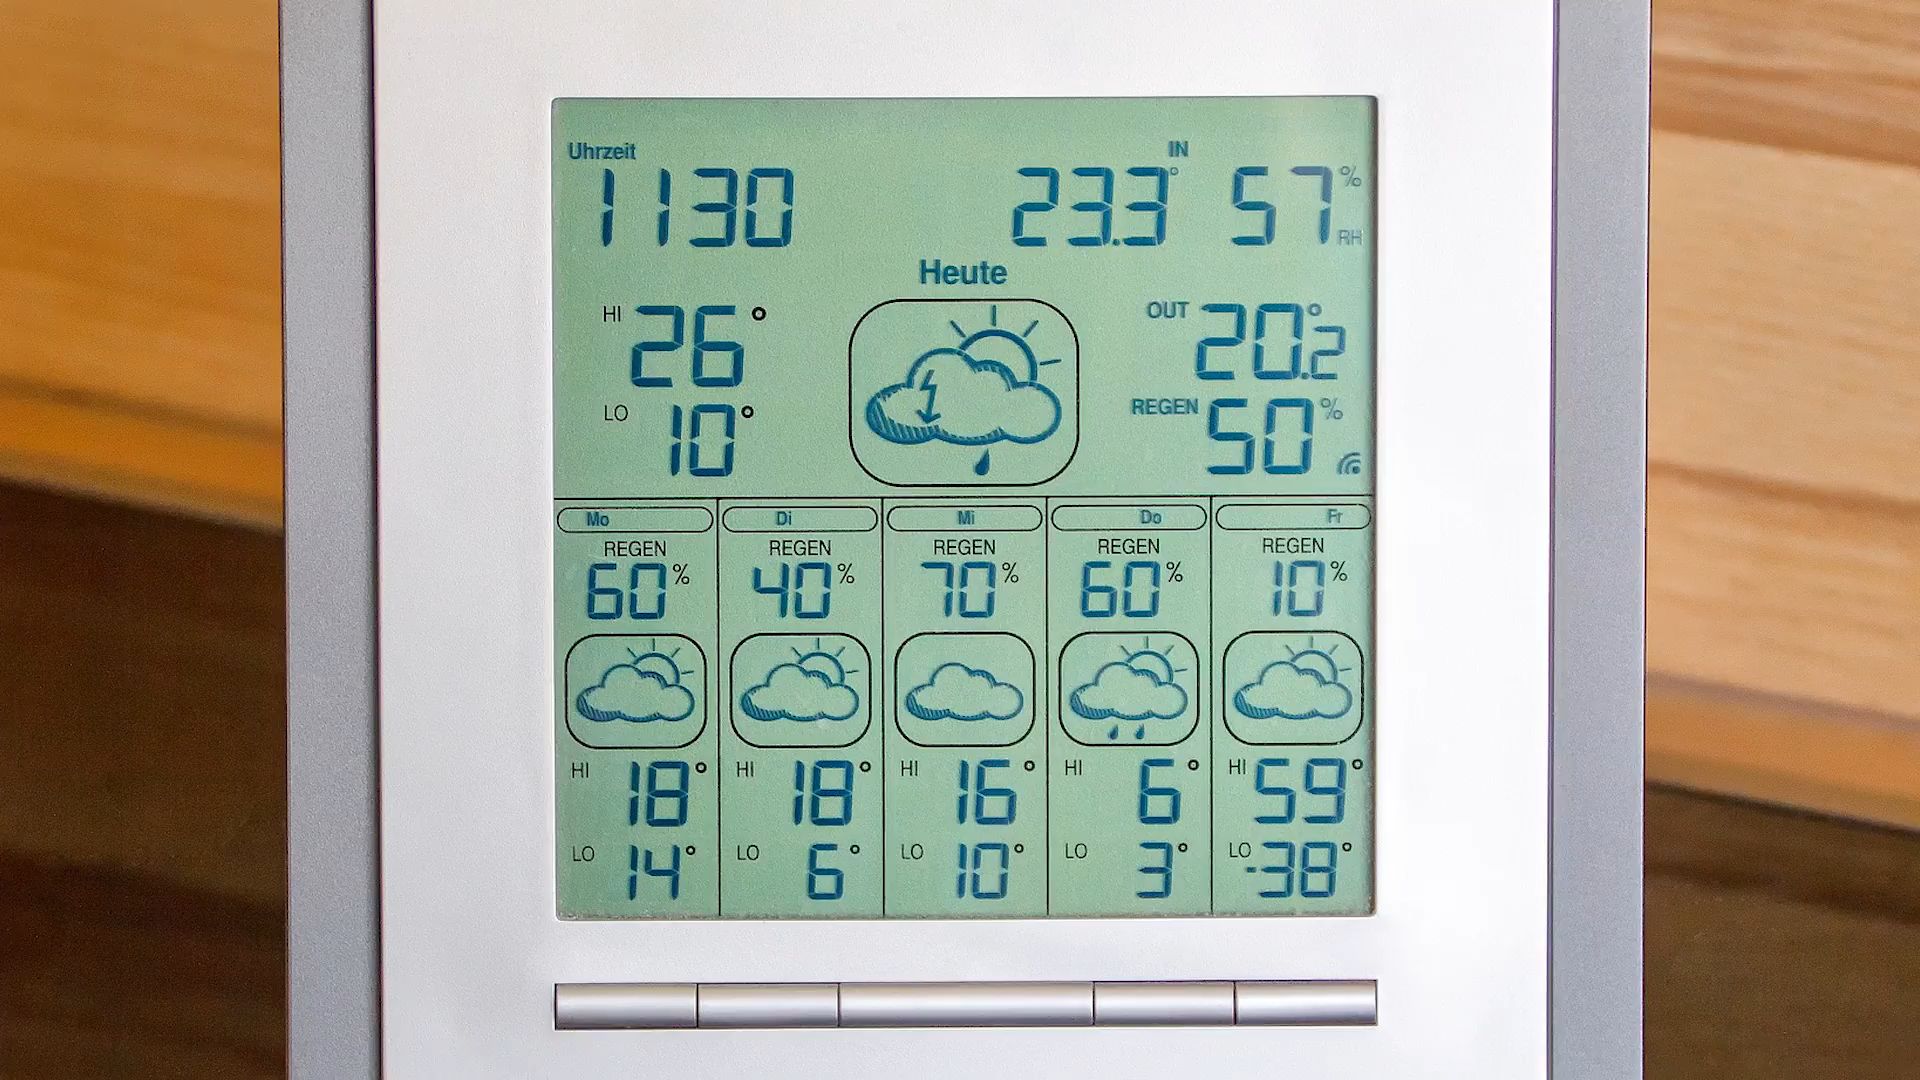 Uhrzeit IN
1130 23.3° 57% RH
Heute
HI 26° OUT 20.2°
LO 10° REGEN 50%
Mo Di Mi Do Fr
REGEN REGEN REGEN REGEN REGEN
60% 40% 70% 60% 10%
HI 18° HI 18° HI 16° HI 6° HI 59°
LO 14° LO 6° LO 10° LO 3° LO -38°